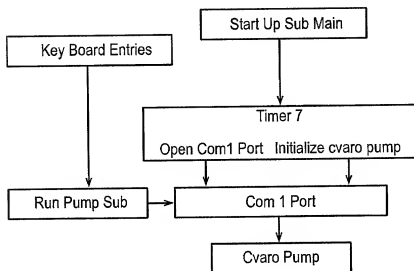 Start Up Sub Main
Key Board Entries
Timer 7
Open Com1 Port Initialize cvaro pump
Run Pump Sub
Com 1 Port
Cvaro Pump